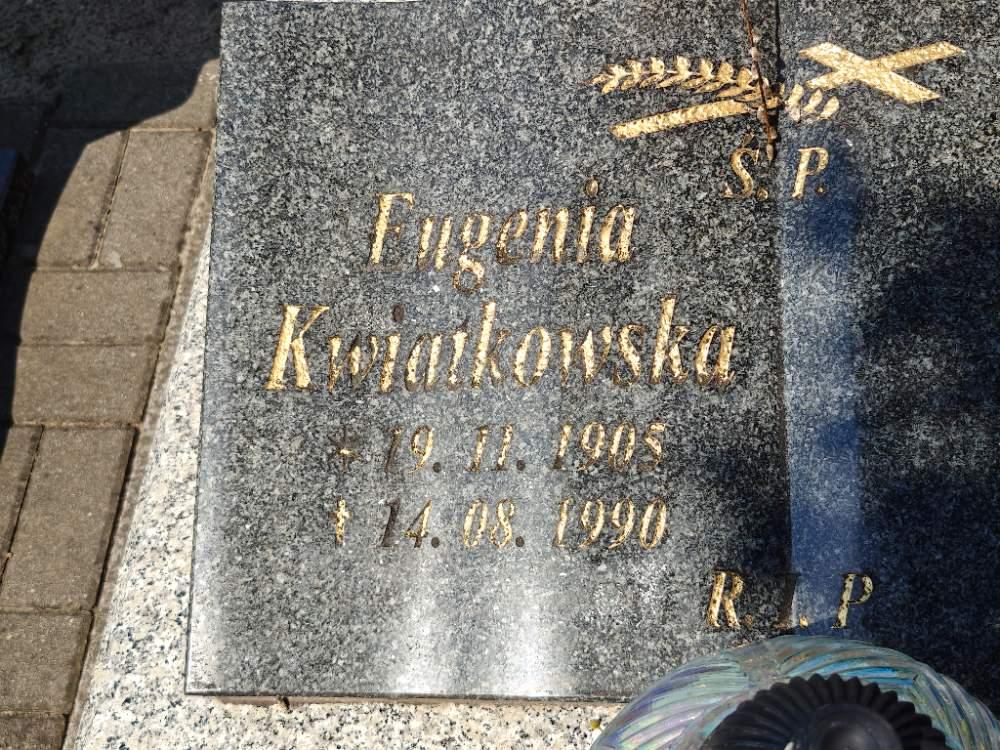 Ś. P.
Eugenia
Kwiatkowska
* 19. 11. 1905
† 14. 08. 1990
R. I. P